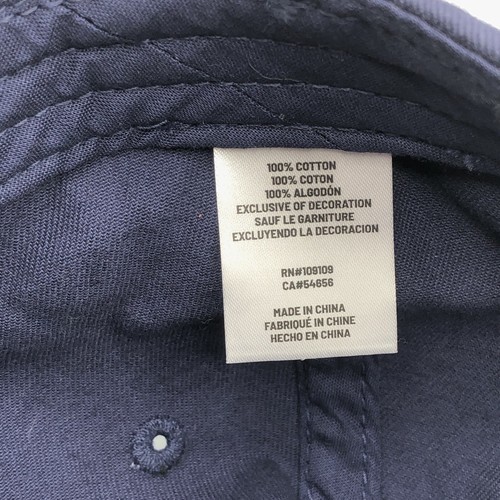 100% COTTON
100% COTON
100% ALGODÓN
EXCLUSIVE OF DECORATION
SAUF LE GARNITURE
EXCLUYENDO LA DECORACION
RN#109109
CA#54656
MADE IN CHINA
FABRIQUÉ IN CHINE
HECHO EN CHINA